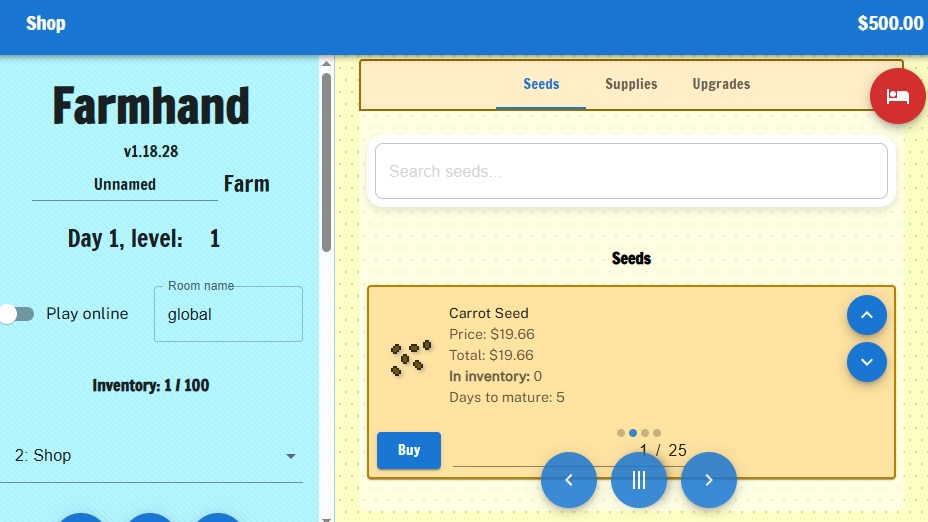 Shop
$500.00
Farmhand
v1.18.28
Unnamed Farm
Day 1, level: 1
Play online
Room name
global
Inventory: 1 / 100
2: Shop
Seeds Supplies Upgrades
Search seeds...
Seeds
Carrot Seed
Price: $19.66
Total: $19.66
In inventory: 0
Days to mature: 5
Buy
1 / 25